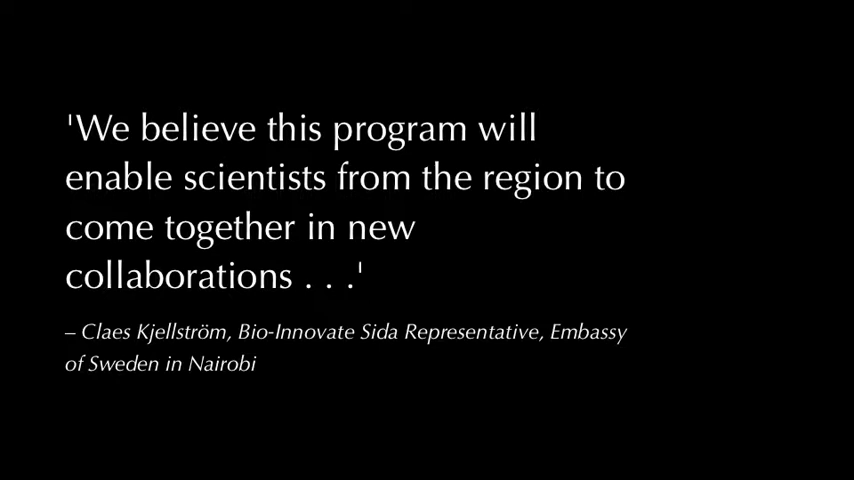 'We believe this program will
enable scientists from the region to
come together in new
collaborations . . .'
– Claes Kjellström, Bio-Innovate Sida Representative, Embassy
of Sweden in Nairobi